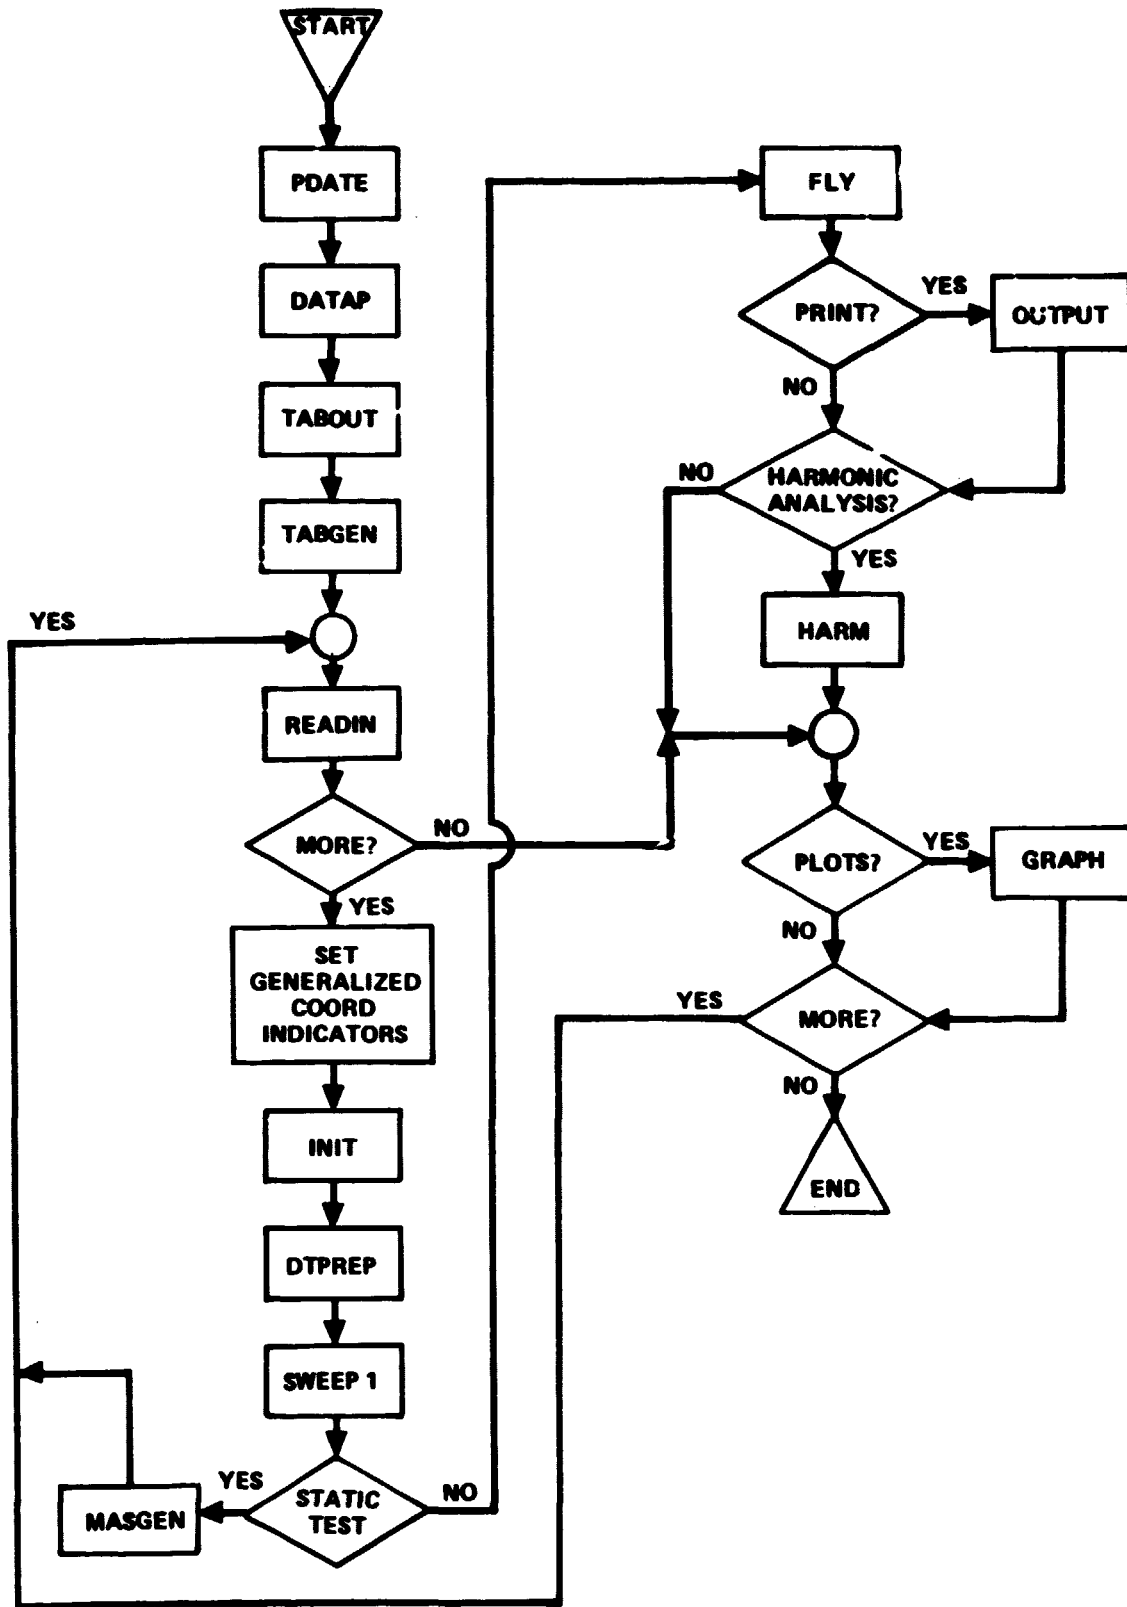 START
PDATE
DATAP
TABOUT
TABGEN
YES
READIN
MORE?
NO
YES
SET
GENERALIZED
COORD
INDICATORS
INIT
DTPREP
SWEEP 1
STATIC
TEST
YES
MASGEN
NO
FLY
PRINT?
YES
OUTPUT
NO
HARMONIC
ANALYSIS?
NO
YES
HARM
PLOTS?
YES
GRAPH
NO
MORE?
YES
NO
END